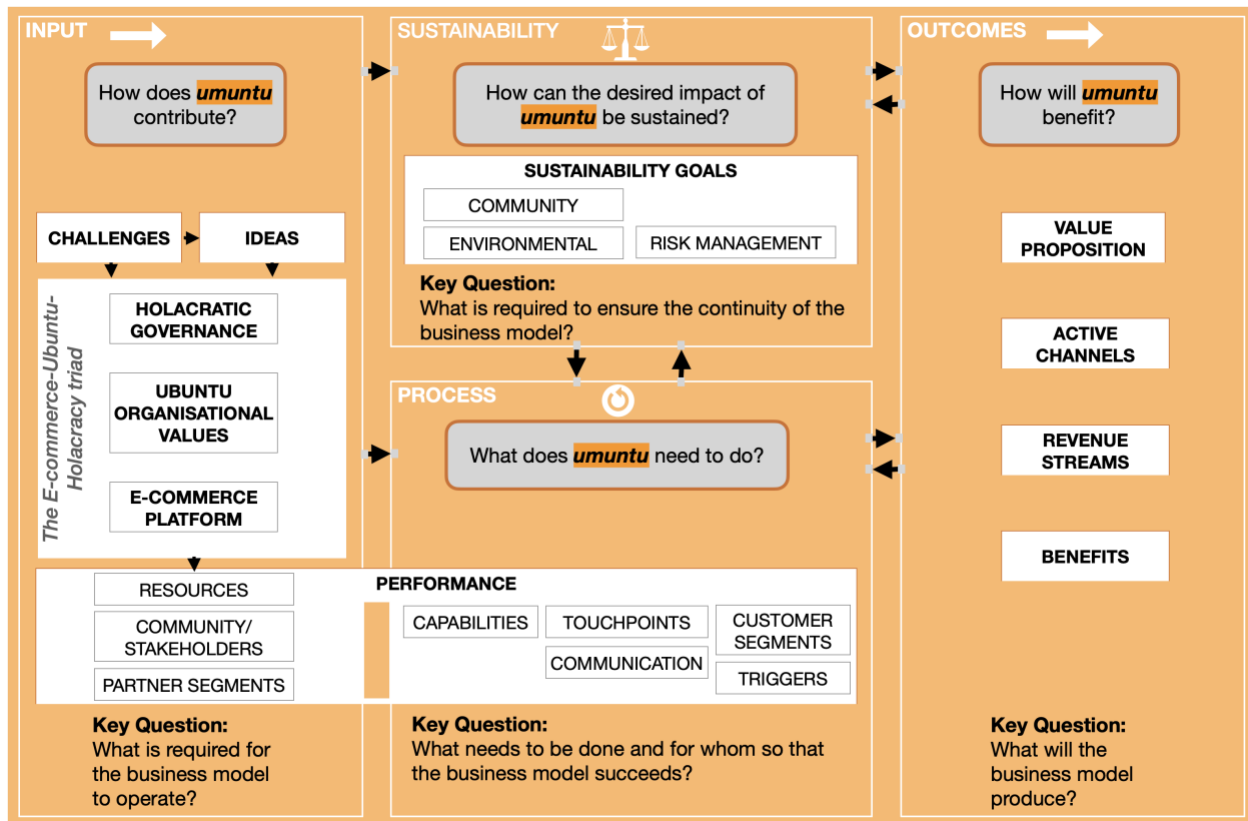 INPUT
How does umuntu
contribute?
CHALLENGES
IDEAS
The E-commerce-Ubuntu-
Holacracy triad
HOLACRATIC
GOVERNANCE
UBUNTU
ORGANISATIONAL
VALUES
E-COMMERCE
PLATFORM
SUSTAINABILITY
How can the desired impact of
umuntu be sustained?
SUSTAINABILITY GOALS
COMMUNITY
ENVIRONMENTAL
RISK MANAGEMENT
Key Question:
What is required to ensure the continuity of the
business model?
PROCESS
What does umuntu need to do?
PERFORMANCE
RESOURCES
COMMUNITY/
STAKEHOLDERS
PARTNER SEGMENTS
CAPABILITIES
TOUCHPOINTS
COMMUNICATION
CUSTOMER
SEGMENTS
TRIGGERS
Key Question:
What is required for
the business model
to operate?
Key Question:
What needs to be done and for whom so that
the business model succeeds?
OUTCOMES
How will umuntu
benefit?
VALUE
PROPOSITION
ACTIVE
CHANNELS
REVENUE
STREAMS
BENEFITS
Key Question:
What will the
business model
produce?